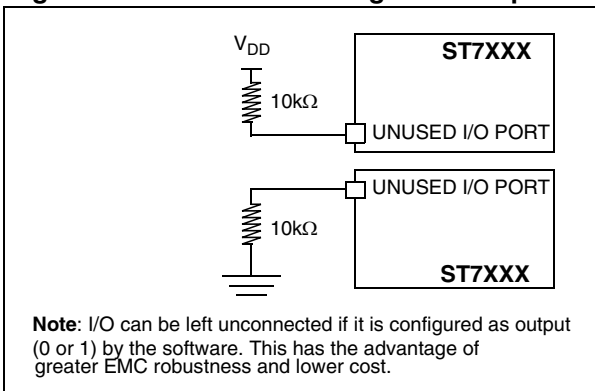 V_DD
ST7XXX
10kΩ
UNUSED I/O PORT
UNUSED I/O PORT
10kΩ
ST7XXX
Note: I/O can be left unconnected if it is configured as output
(0 or 1) by the software. This has the advantage of
greater EMC robustness and lower cost.